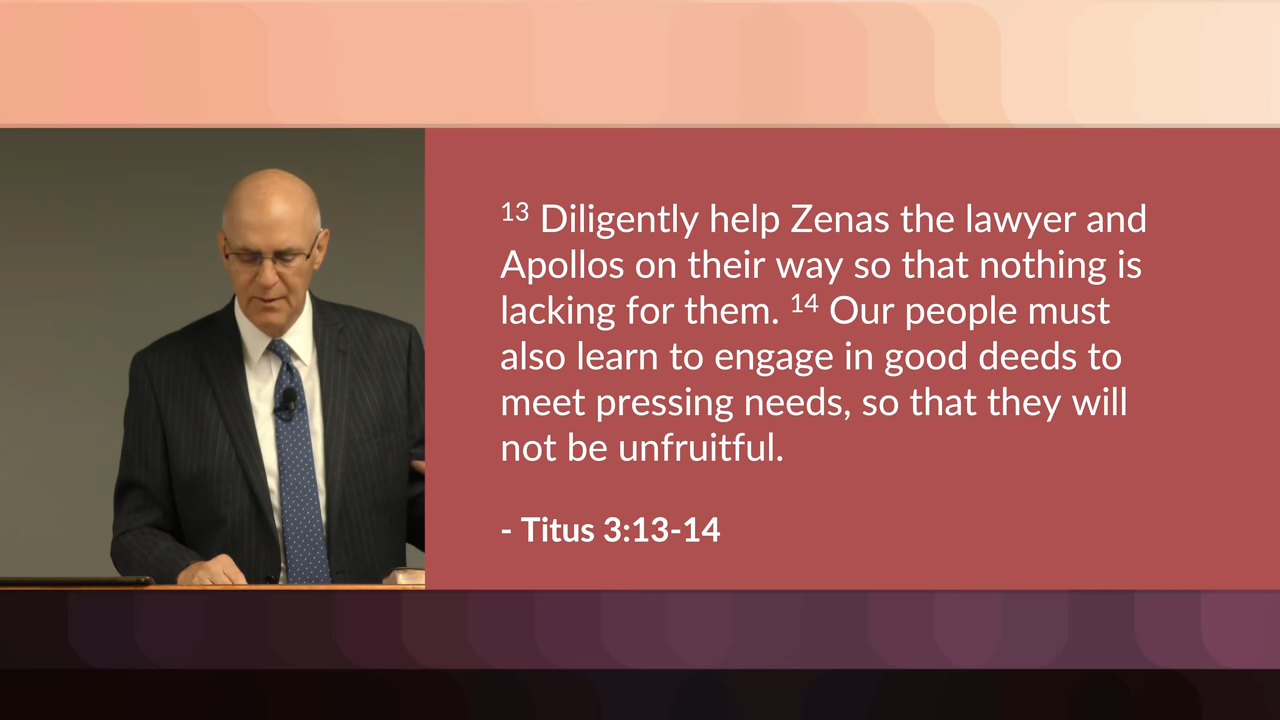 ¹³ Diligently help Zenas the lawyer and
Apollos on their way so that nothing is
lacking for them. ¹⁴ Our people must
also learn to engage in good deeds to
meet pressing needs, so that they will
not be unfruitful.
- Titus 3:13-14